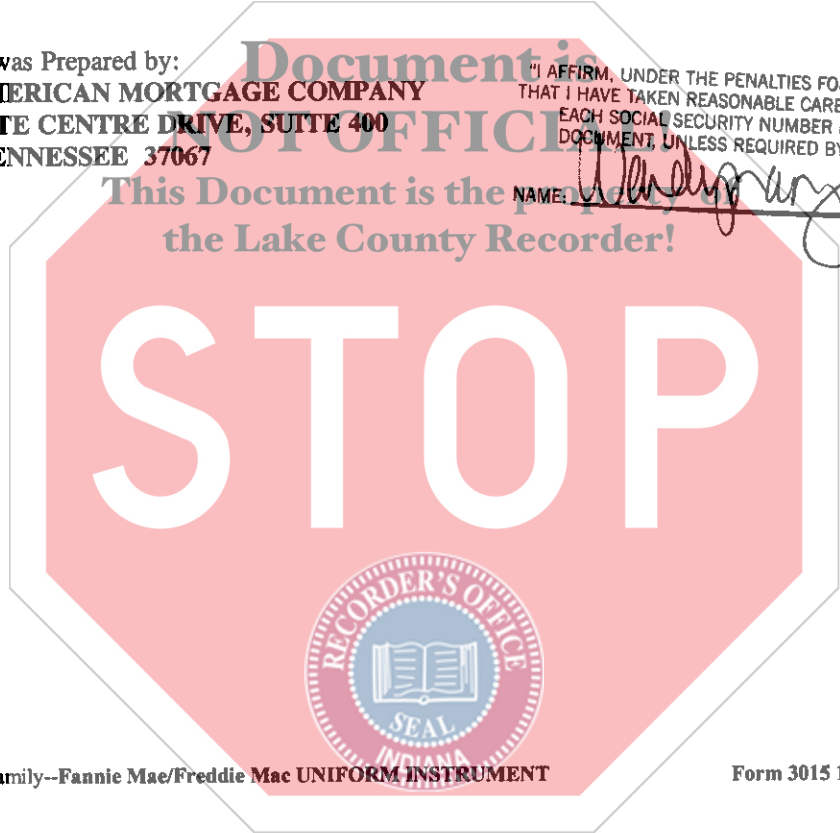 was Prepared by:
ERICAN MORTGAGE COMPANY
TE CENTRE DRIVE, SUITE 400
ENNESSEE 37067
"I AFFIRM, UNDER THE PENALTIES FO
THAT I HAVE TAKEN REASONABLE CARE
EACH SOCIAL SECURITY NUMBER
DOCUMENT, UNLESS REQUIRED BY
NAME:
Document is
NOT OFFICIAL!
This Document is the property of
the Lake County Recorder!
STOP
RECORDER'S OFFICE
SEAL
INDIANA
amily--Fannie Mae/Freddie Mac UNIFORM INSTRUMENT
Form 3015 1